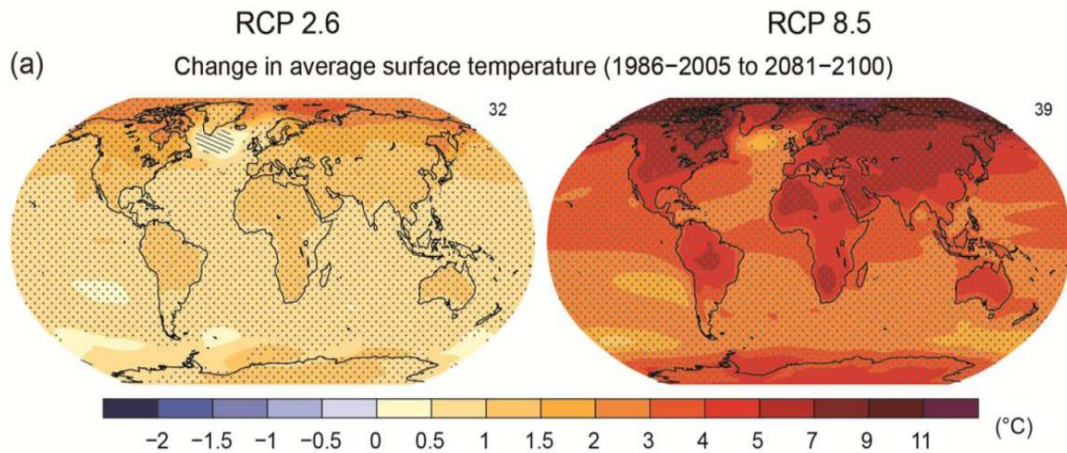 RCP 2.6 RCP 8.5
(a) Change in average surface temperature (1986−2005 to 2081−2100)
32 39
−2 −1.5 −1 −0.5 0 0.5 1 1.5 2 3 4 5 7 9 11 (°C)